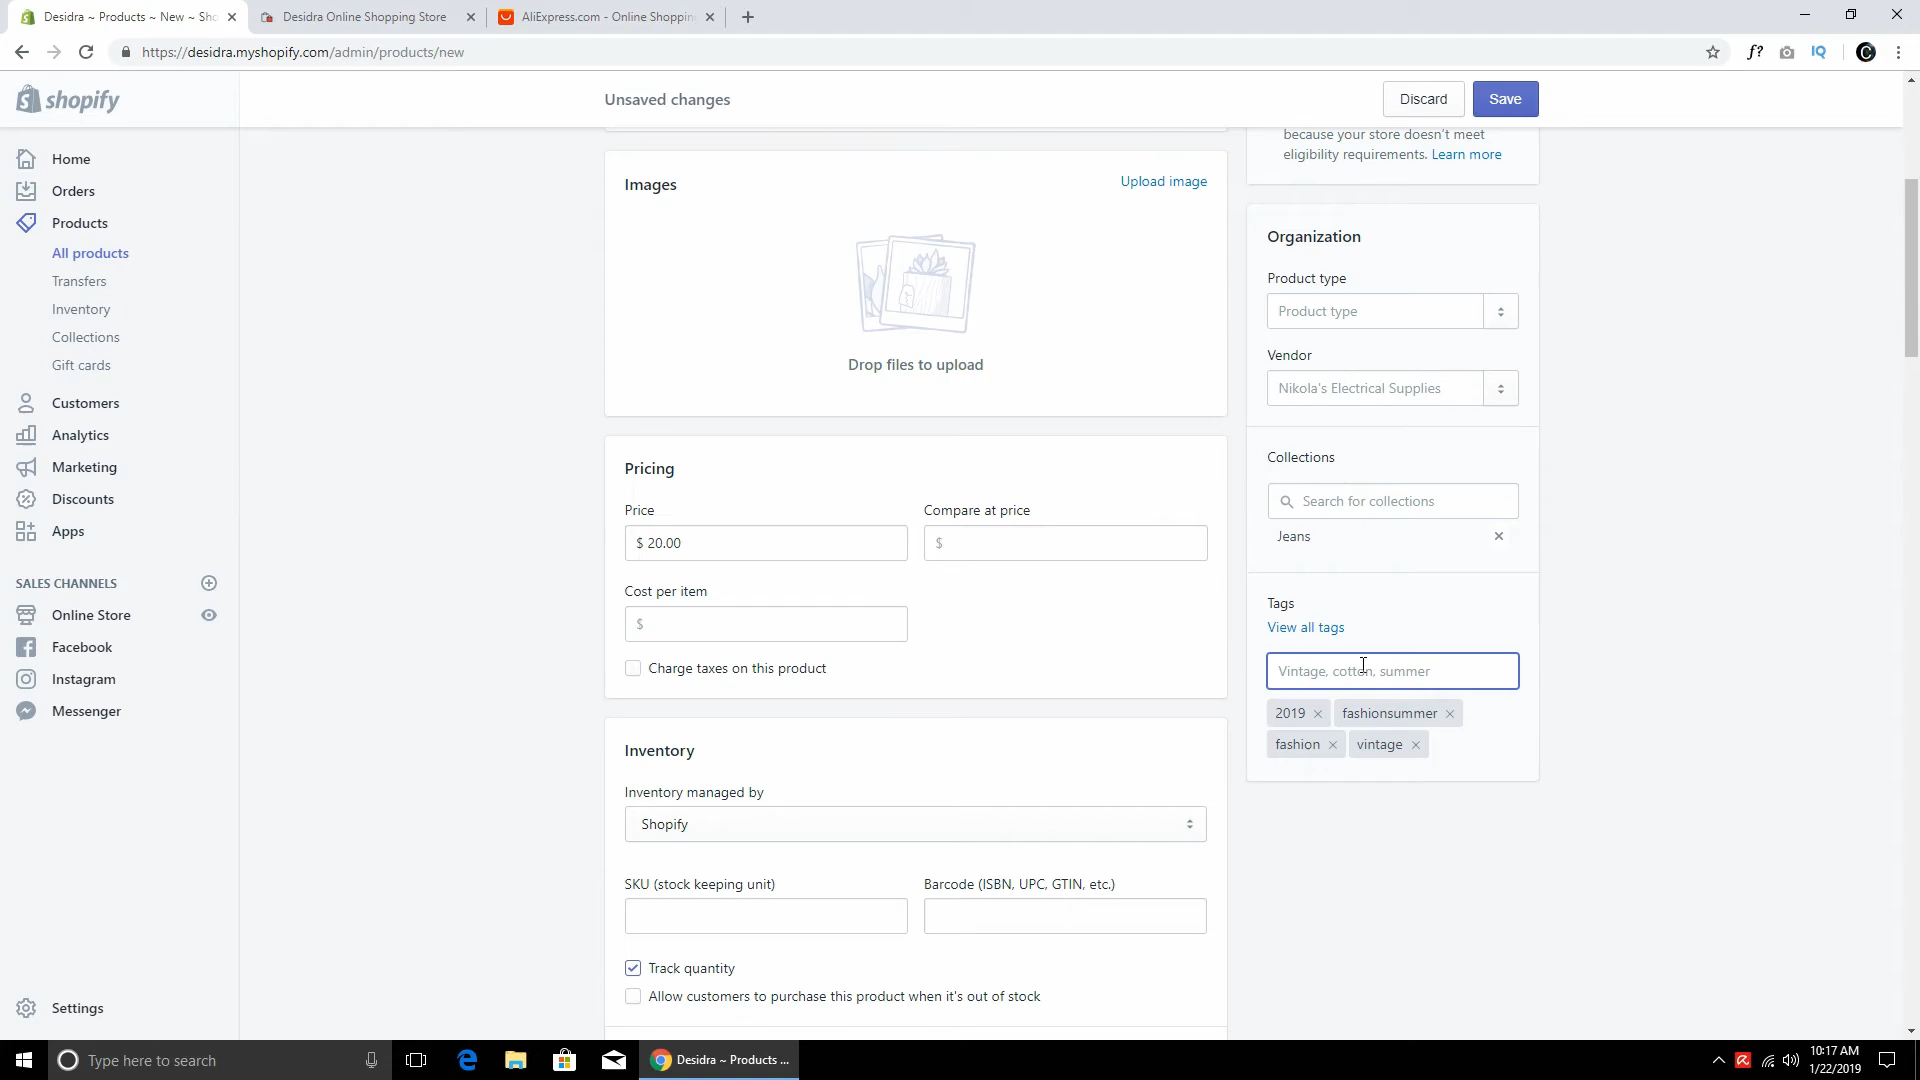 Desidra ~ Products ~ New ~ Sho
Desidra Online Shopping Store
AliExpress.com - Online Shoppin
https://desidra.myshopify.com/admin/products/new
f?
IQ
C
shopify
Unsaved changes
Discard
Save
Home
Orders
Products
All products
Transfers
Inventory
Collections
Gift cards
Customers
Analytics
Marketing
Discounts
Apps
SALES CHANNELS
Online Store
Facebook
Instagram
Messenger
Settings
Images
Upload image
Drop files to upload
Pricing
Price
Compare at price
$ 20.00
$
Cost per item
$
Charge taxes on this product
Inventory
Inventory managed by
Shopify
SKU (stock keeping unit)
Barcode (ISBN, UPC, GTIN, etc.)
Track quantity
Allow customers to purchase this product when it's out of stock
because your store doesn't meet
eligibility requirements. Learn more
Organization
Product type
Product type
Vendor
Nikola's Electrical Supplies
Collections
Search for collections
Jeans
Tags
View all tags
Vintage, cotton, summer
2019
fashionsummer
fashion
vintage
Type here to search
Desidra ~ Products ...
10:17 AM
1/22/2019